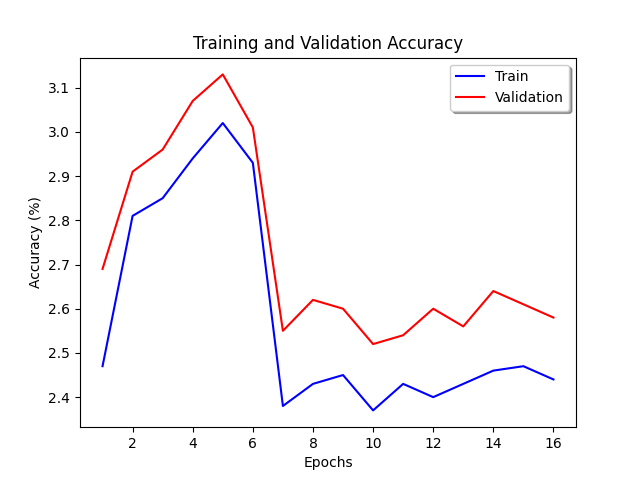 Training and Validation Accuracy
Train
Validation
Accuracy (%)
3.1
3.0
2.9
2.8
2.7
2.6
2.5
2.4
2 4 6 8 10 12 14 16
Epochs